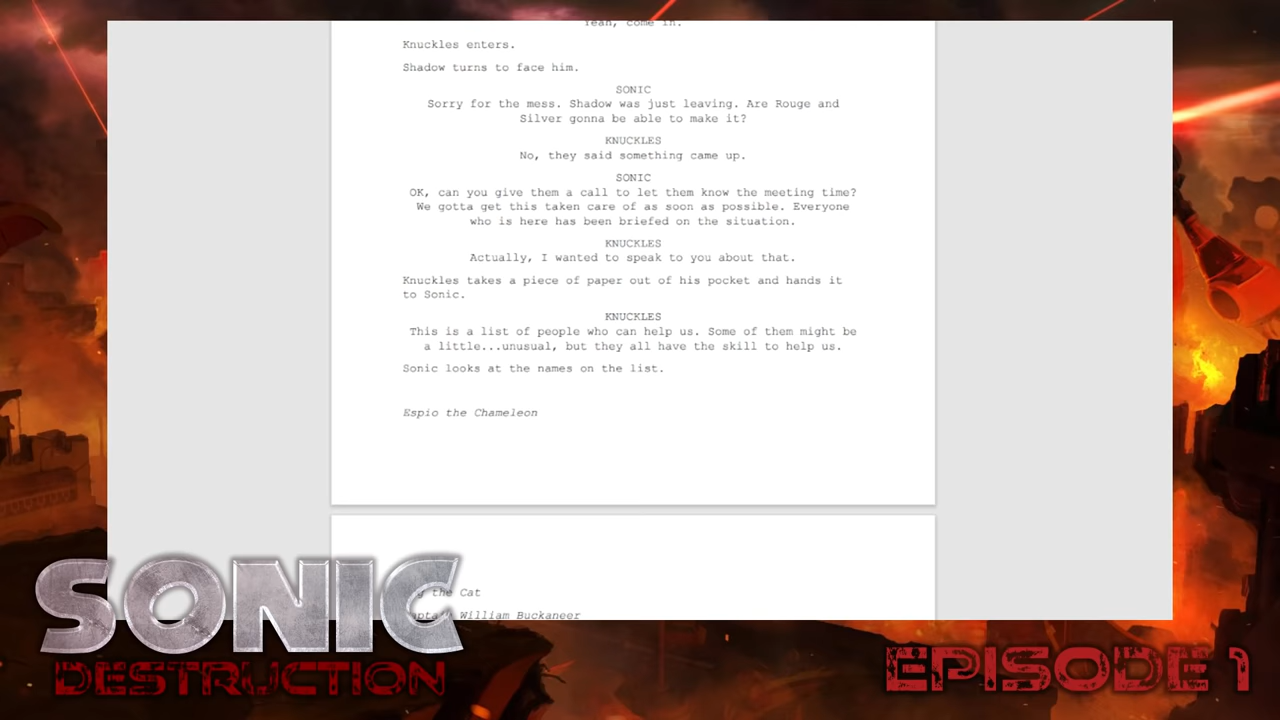 Yeah, come in.
Knuckles enters.
Shadow turns to face him.
SONIC
Sorry for the mess. Shadow was just leaving. Are Rouge and
Silver gonna be able to make it?
KNUCKLES
No, they said something came up.
SONIC
OK, can you give them a call to let them know the meeting time?
We gotta get this taken care of as soon as possible. Everyone
who is here has been briefed on the situation.
KNUCKLES
Actually, I wanted to speak to you about that.
Knuckles takes a piece of paper out of his pocket and hands it
to Sonic.
KNUCKLES
This is a list of people who can help us. Some of them might be
a little...unusual, but they all have the skill to help us.
Sonic looks at the names on the list.
Espio the Chameleon
the Cat
William Buckaneer
SONIC
DESTRUCTION
EPISODE 1